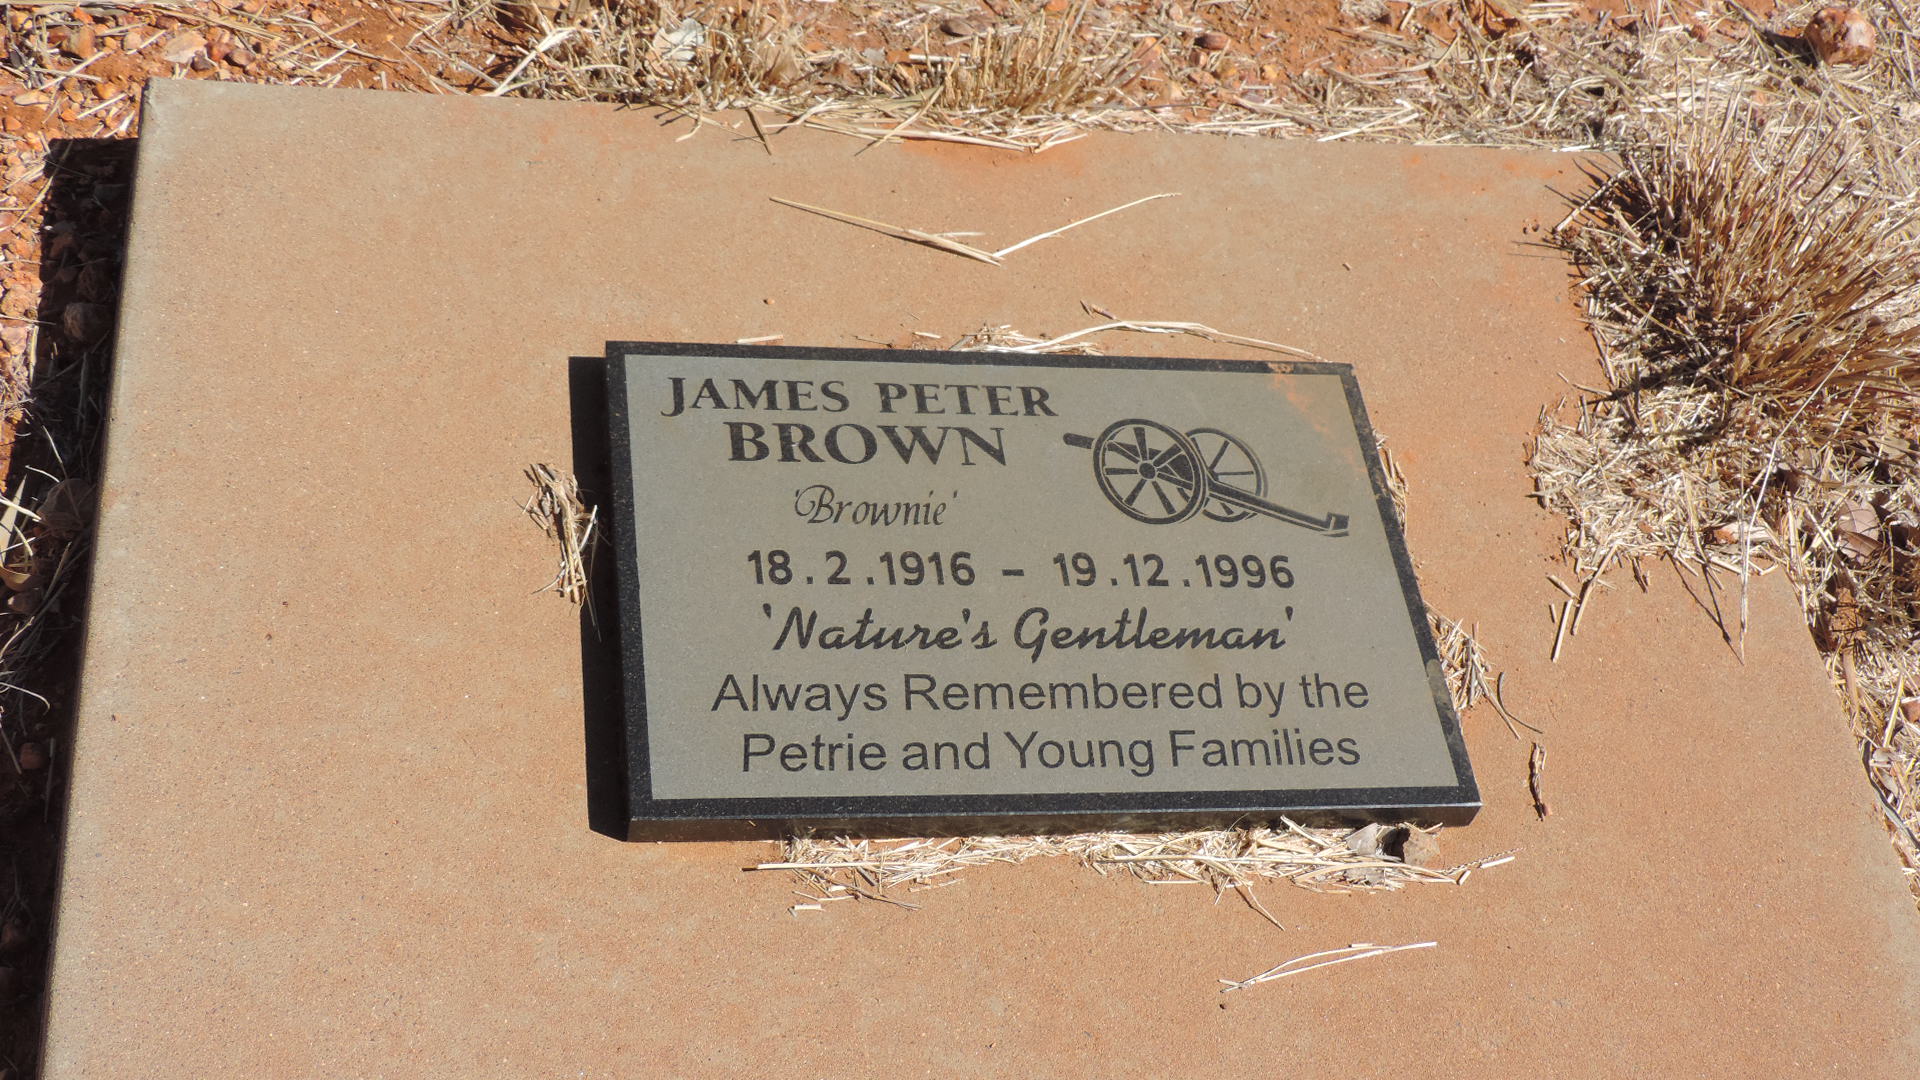 JAMES PETER
BROWN
'Brownie'
18.2.1916 – 19.12.1996
'Nature's Gentleman'
Always Remembered by the
Petrie and Young Families